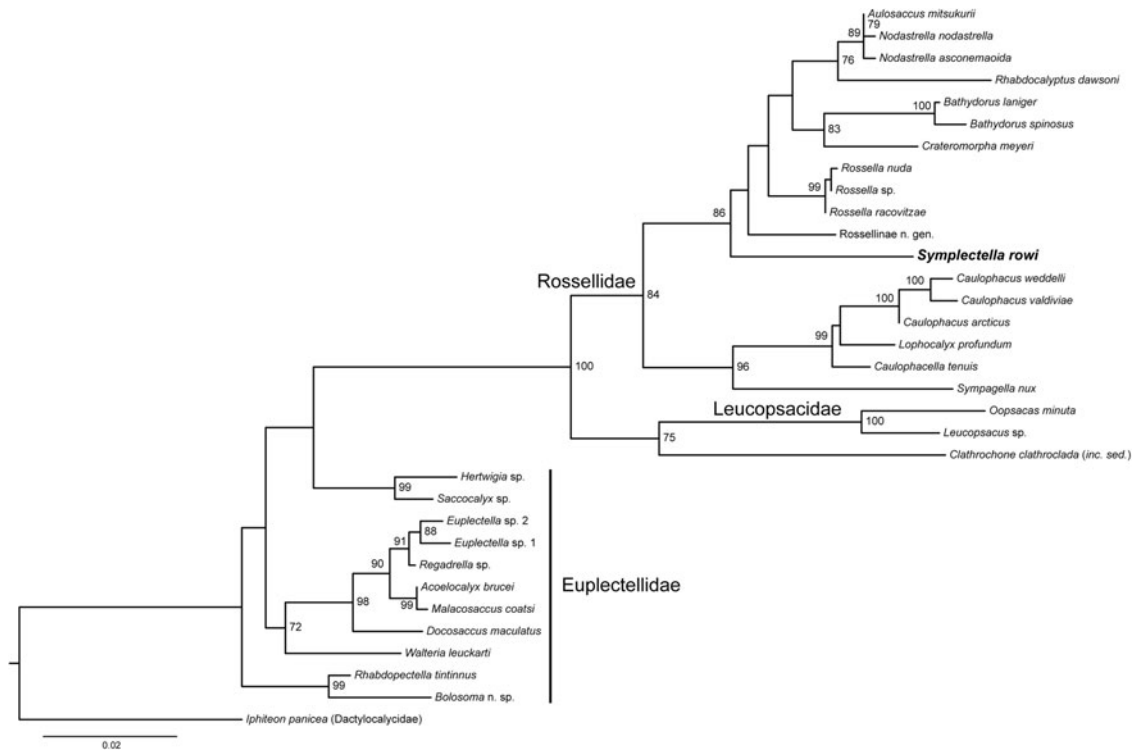 Aulosaccus mitsukurii
79
89
Nodastrella nodastrella
76
Nodastrella asconemaoida
Rhabdocalyptus dawsoni
100
Bathydorus laniger
Bathydorus spinosus
83
Crateromorpha meyeri
Rossella nuda
99
Rossella sp.
Rossella racovitzae
86
Rossellinae n. gen.
Symplectella rowi
Rossellidae
84
100
Caulophacus weddelli
100
Caulophacus valdiviae
Caulophacus arcticus
99
Lophocalyx profundum
96
Caulophacella tenuis
Sympagella nux
100
Leucopsacidae
Oopsacas minuta
100
75
Leucopsacus sp.
Clathrochone clathroclada (inc. sed.)
Hertwigia sp.
99
Saccocalyx sp.
Euplectella sp. 2
88
91
Euplectella sp. 1
90
Regadrella sp.
Acoelocalyx brucei
99
Malacosaccus coatsi
98
Docosaccus maculatus
72
Walteria leuckarti
Euplectellidae
Rhabdopectella tintinnus
99
Bolosoma n. sp.
Iphiteon panicea (Dactylocalycidae)
0.02